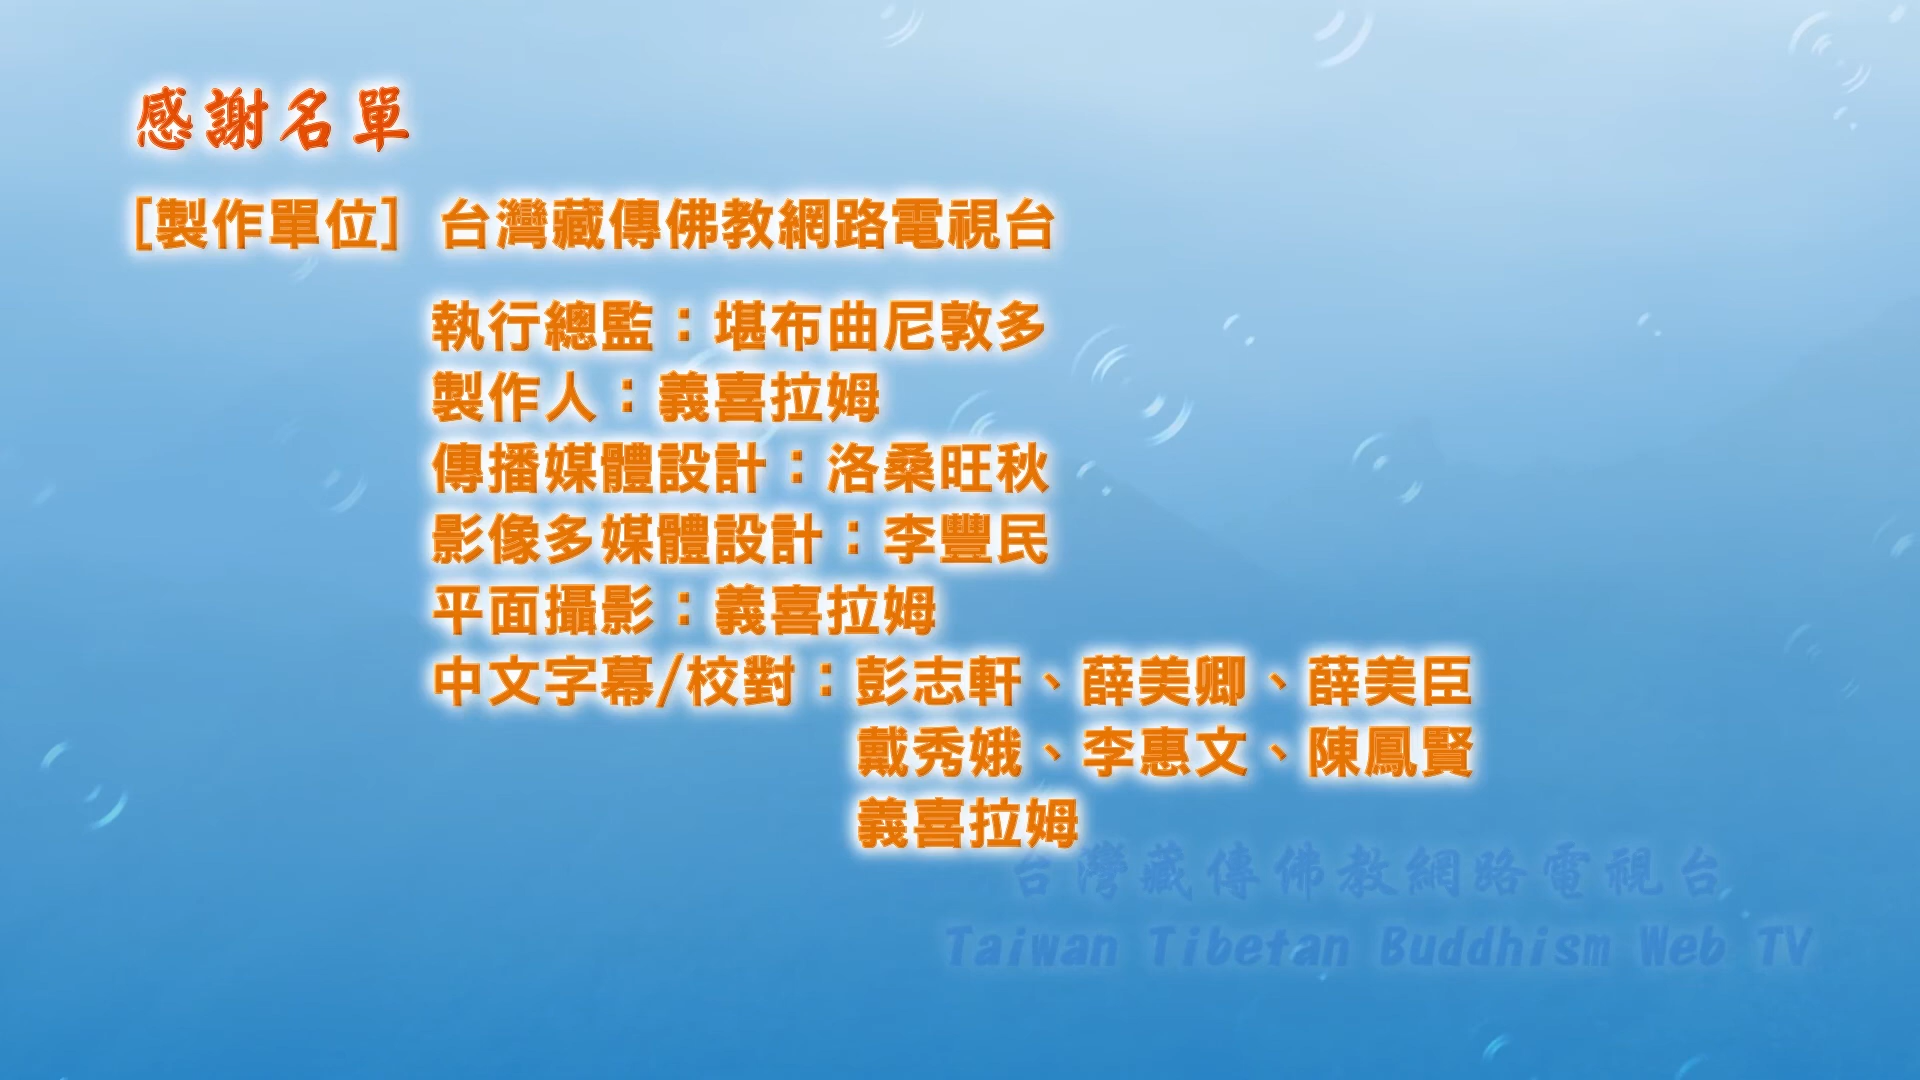 感謝名單
[製作單位] 台灣藏傳佛教網路電視台
執行總監：堪布曲尼敦多
製作人：義喜拉姆
傳播媒體設計：洛桑旺秋
影像多媒體設計：李豐民
平面攝影：義喜拉姆
中文字幕/校對：彭志軒、薛美卿、薛美臣
戴秀娥、李惠文、陳鳳賢
義喜拉姆
台灣藏傳佛教網路電視台
Taiwan Tibetan Buddhism Web TV